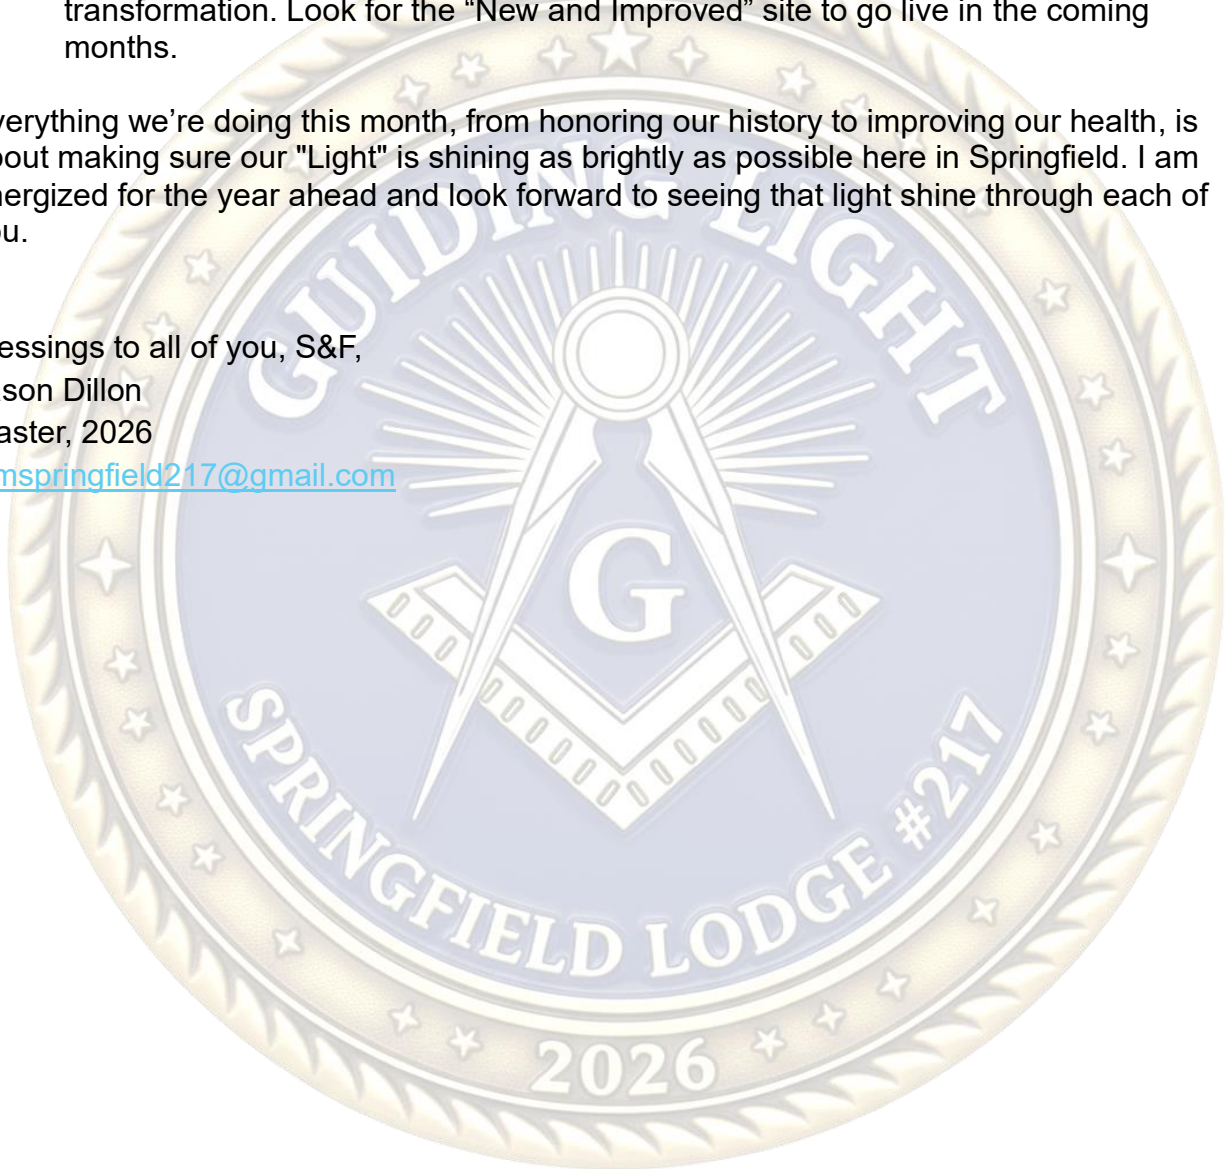 transformation. Look for the “New and Improved” site to go live in the coming
months.
verything we’re doing this month, from honoring our history to improving our health, is
bout making sure our "Light" is shining as brightly as possible here in Springfield. I am
nergized for the year ahead and look forward to seeing that light shine through each of
ou.
essings to all of you, S&F,
son Dillon
aster, 2026
mspringfield217@gmail.com
GUIDING LIGHT
G
SPRINGFIELD LODGE #217
2026